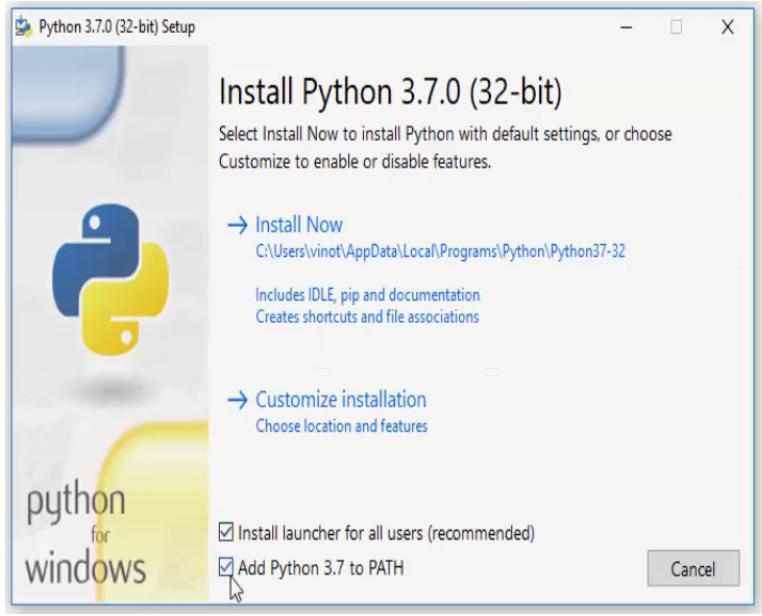 Python 3.7.0 (32-bit) Setup
Install Python 3.7.0 (32-bit)
Select Install Now to install Python with default settings, or choose
Customize to enable or disable features.
Install Now
C:\Users\vinot\AppData\Local\Programs\Python\Python37-32
Includes IDLE, pip and documentation
Creates shortcuts and file associations
Customize installation
Choose location and features
python
for
windows
Install launcher for all users (recommended)
Add Python 3.7 to PATH
Cancel